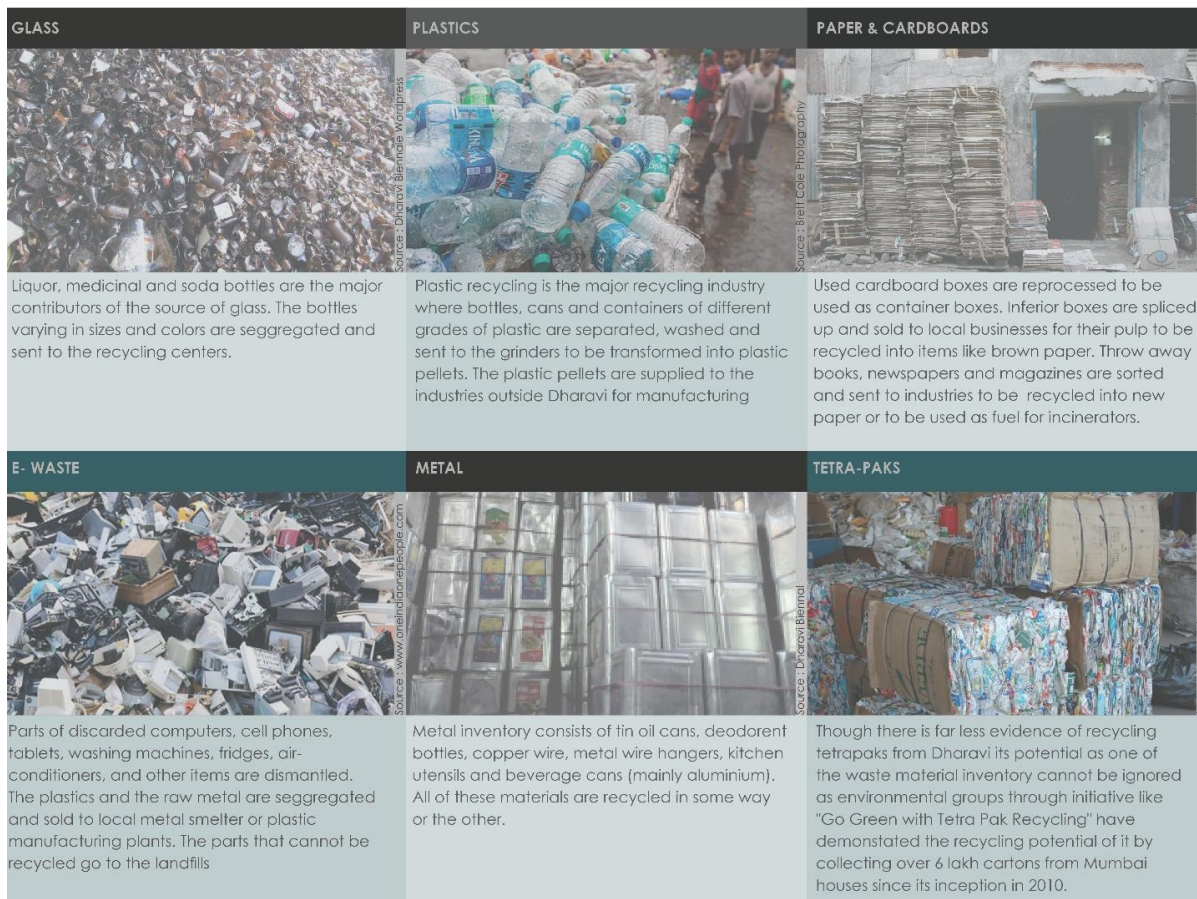 GLASS
Source : Dharavi Biennale Wordpress
Liquor, medicinal and soda bottles are the major
contributors of the source of glass. The bottles
varying in sizes and colors are seggregated and
sent to the recycling centers.
PLASTICS
Source : Brett Cole Photography
Plastic recycling is the major recycling industry
where bottles, cans and containers of different
grades of plastic are separated, washed and
sent to the grinders to be transformed into plastic
pellets. The plastic pellets are supplied to the
industries outside Dharavi for manufacturing
PAPER & CARDBOARDS
Used cardboard boxes are reprocessed to be
used as container boxes. Inferior boxes are spliced
up and sold to local businesses for their pulp to be
recycled into items like brown paper. Throw away
books, newspapers and magazines are sorted
and sent to industries to be recycled into new
paper or to be used as fuel for incinerators.
E- WASTE
Source : www.oneindiaonepeople.com
Parts of discarded computers, cell phones,
tablets, washing machines, fridges, air-
conditioners, and other items are dismantled.
The plastics and the raw metal are seggregated
and sold to local metal smelter or plastic
manufacturing plants. The parts that cannot be
recycled go to the landfills
METAL
Source : Dharavi Biennal
Metal inventory consists of tin oil cans, deodorent
bottles, copper wire, metal wire hangers, kitchen
utensils and beverage cans (mainly aluminium).
All of these materials are recycled in some way
or the other.
TETRA-PAKS
Though there is far less evidence of recycling
tetrapaks from Dharavi its potential as one of
the waste material inventory cannot be ignored
as environmental groups through initiative like
"Go Green with Tetra Pak Recycling" have
demonstated the recycling potential of it by
collecting over 6 lakh cartons from Mumbai
houses since its inception in 2010.